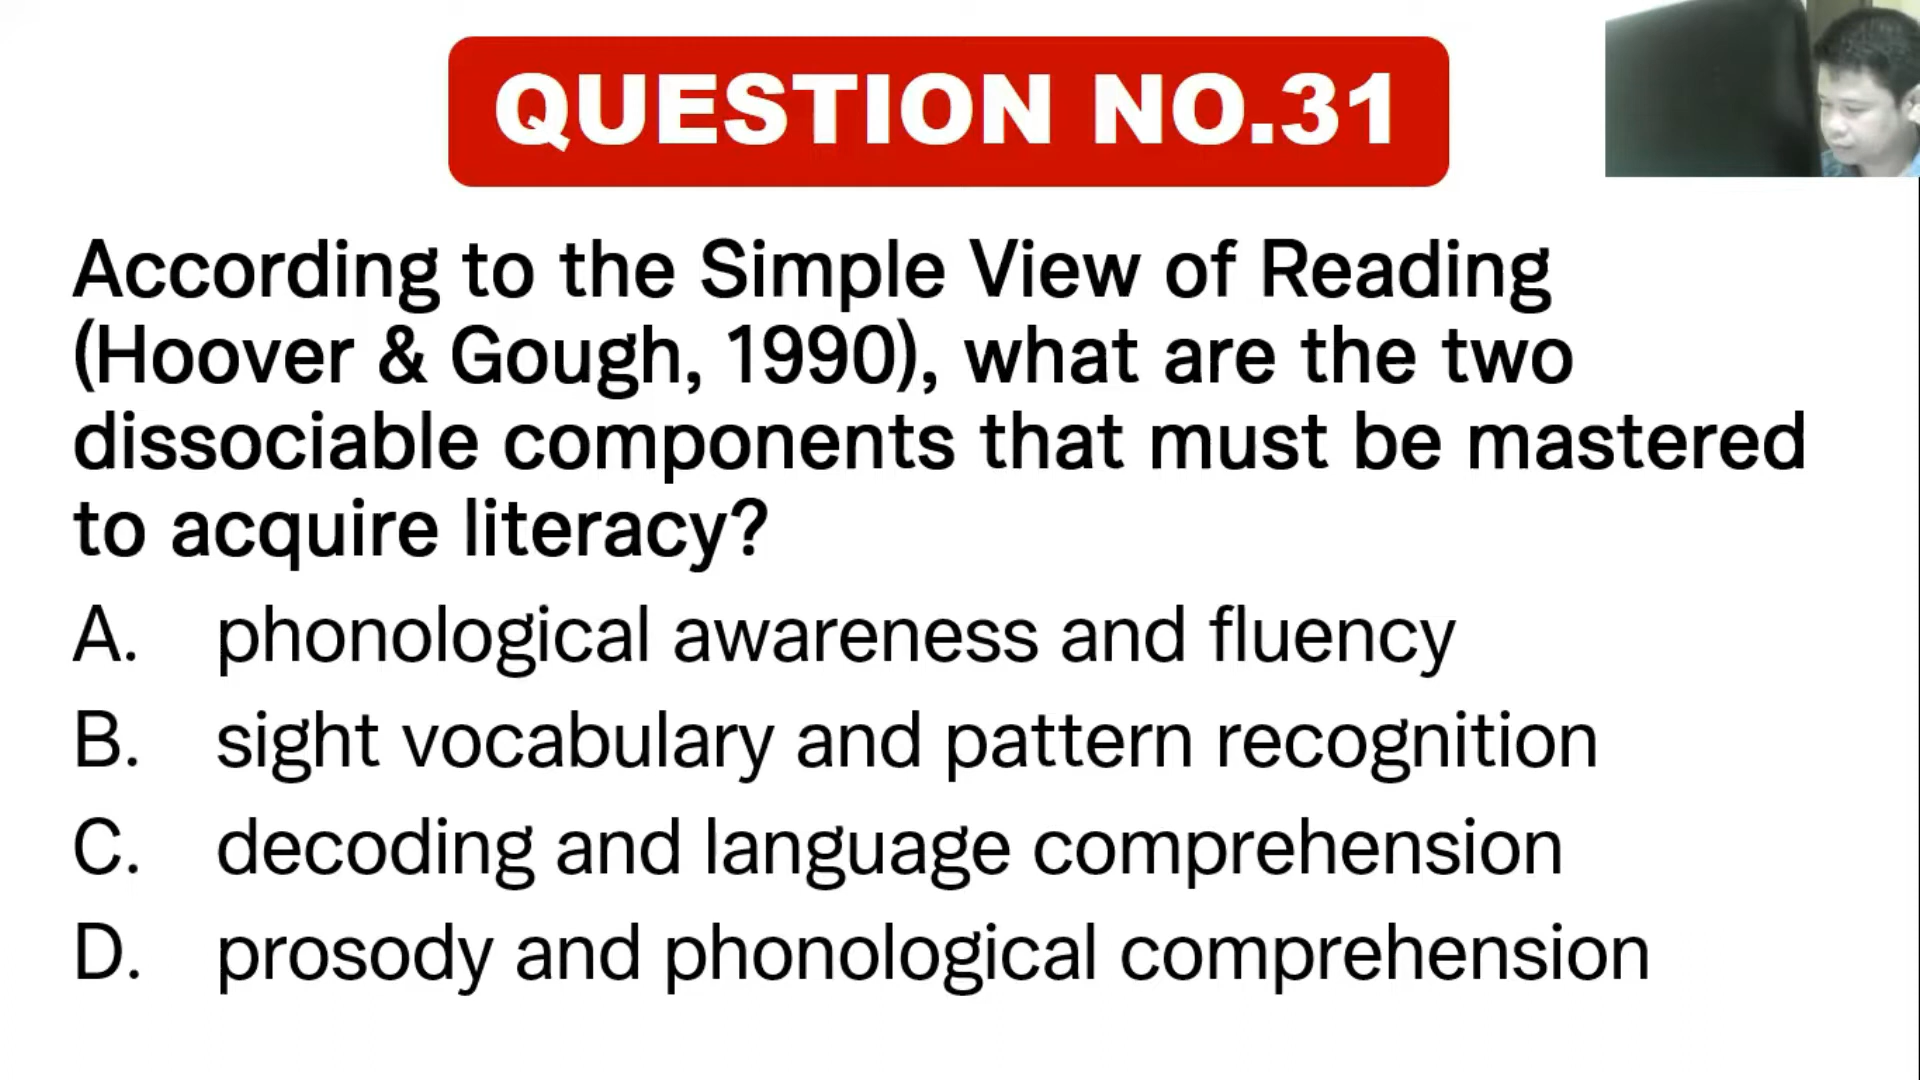 QUESTION NO.31
According to the Simple View of Reading
(Hoover & Gough, 1990), what are the two
dissociable components that must be mastered
to acquire literacy?
A. phonological awareness and fluency
B. sight vocabulary and pattern recognition
C. decoding and language comprehension
D. prosody and phonological comprehension